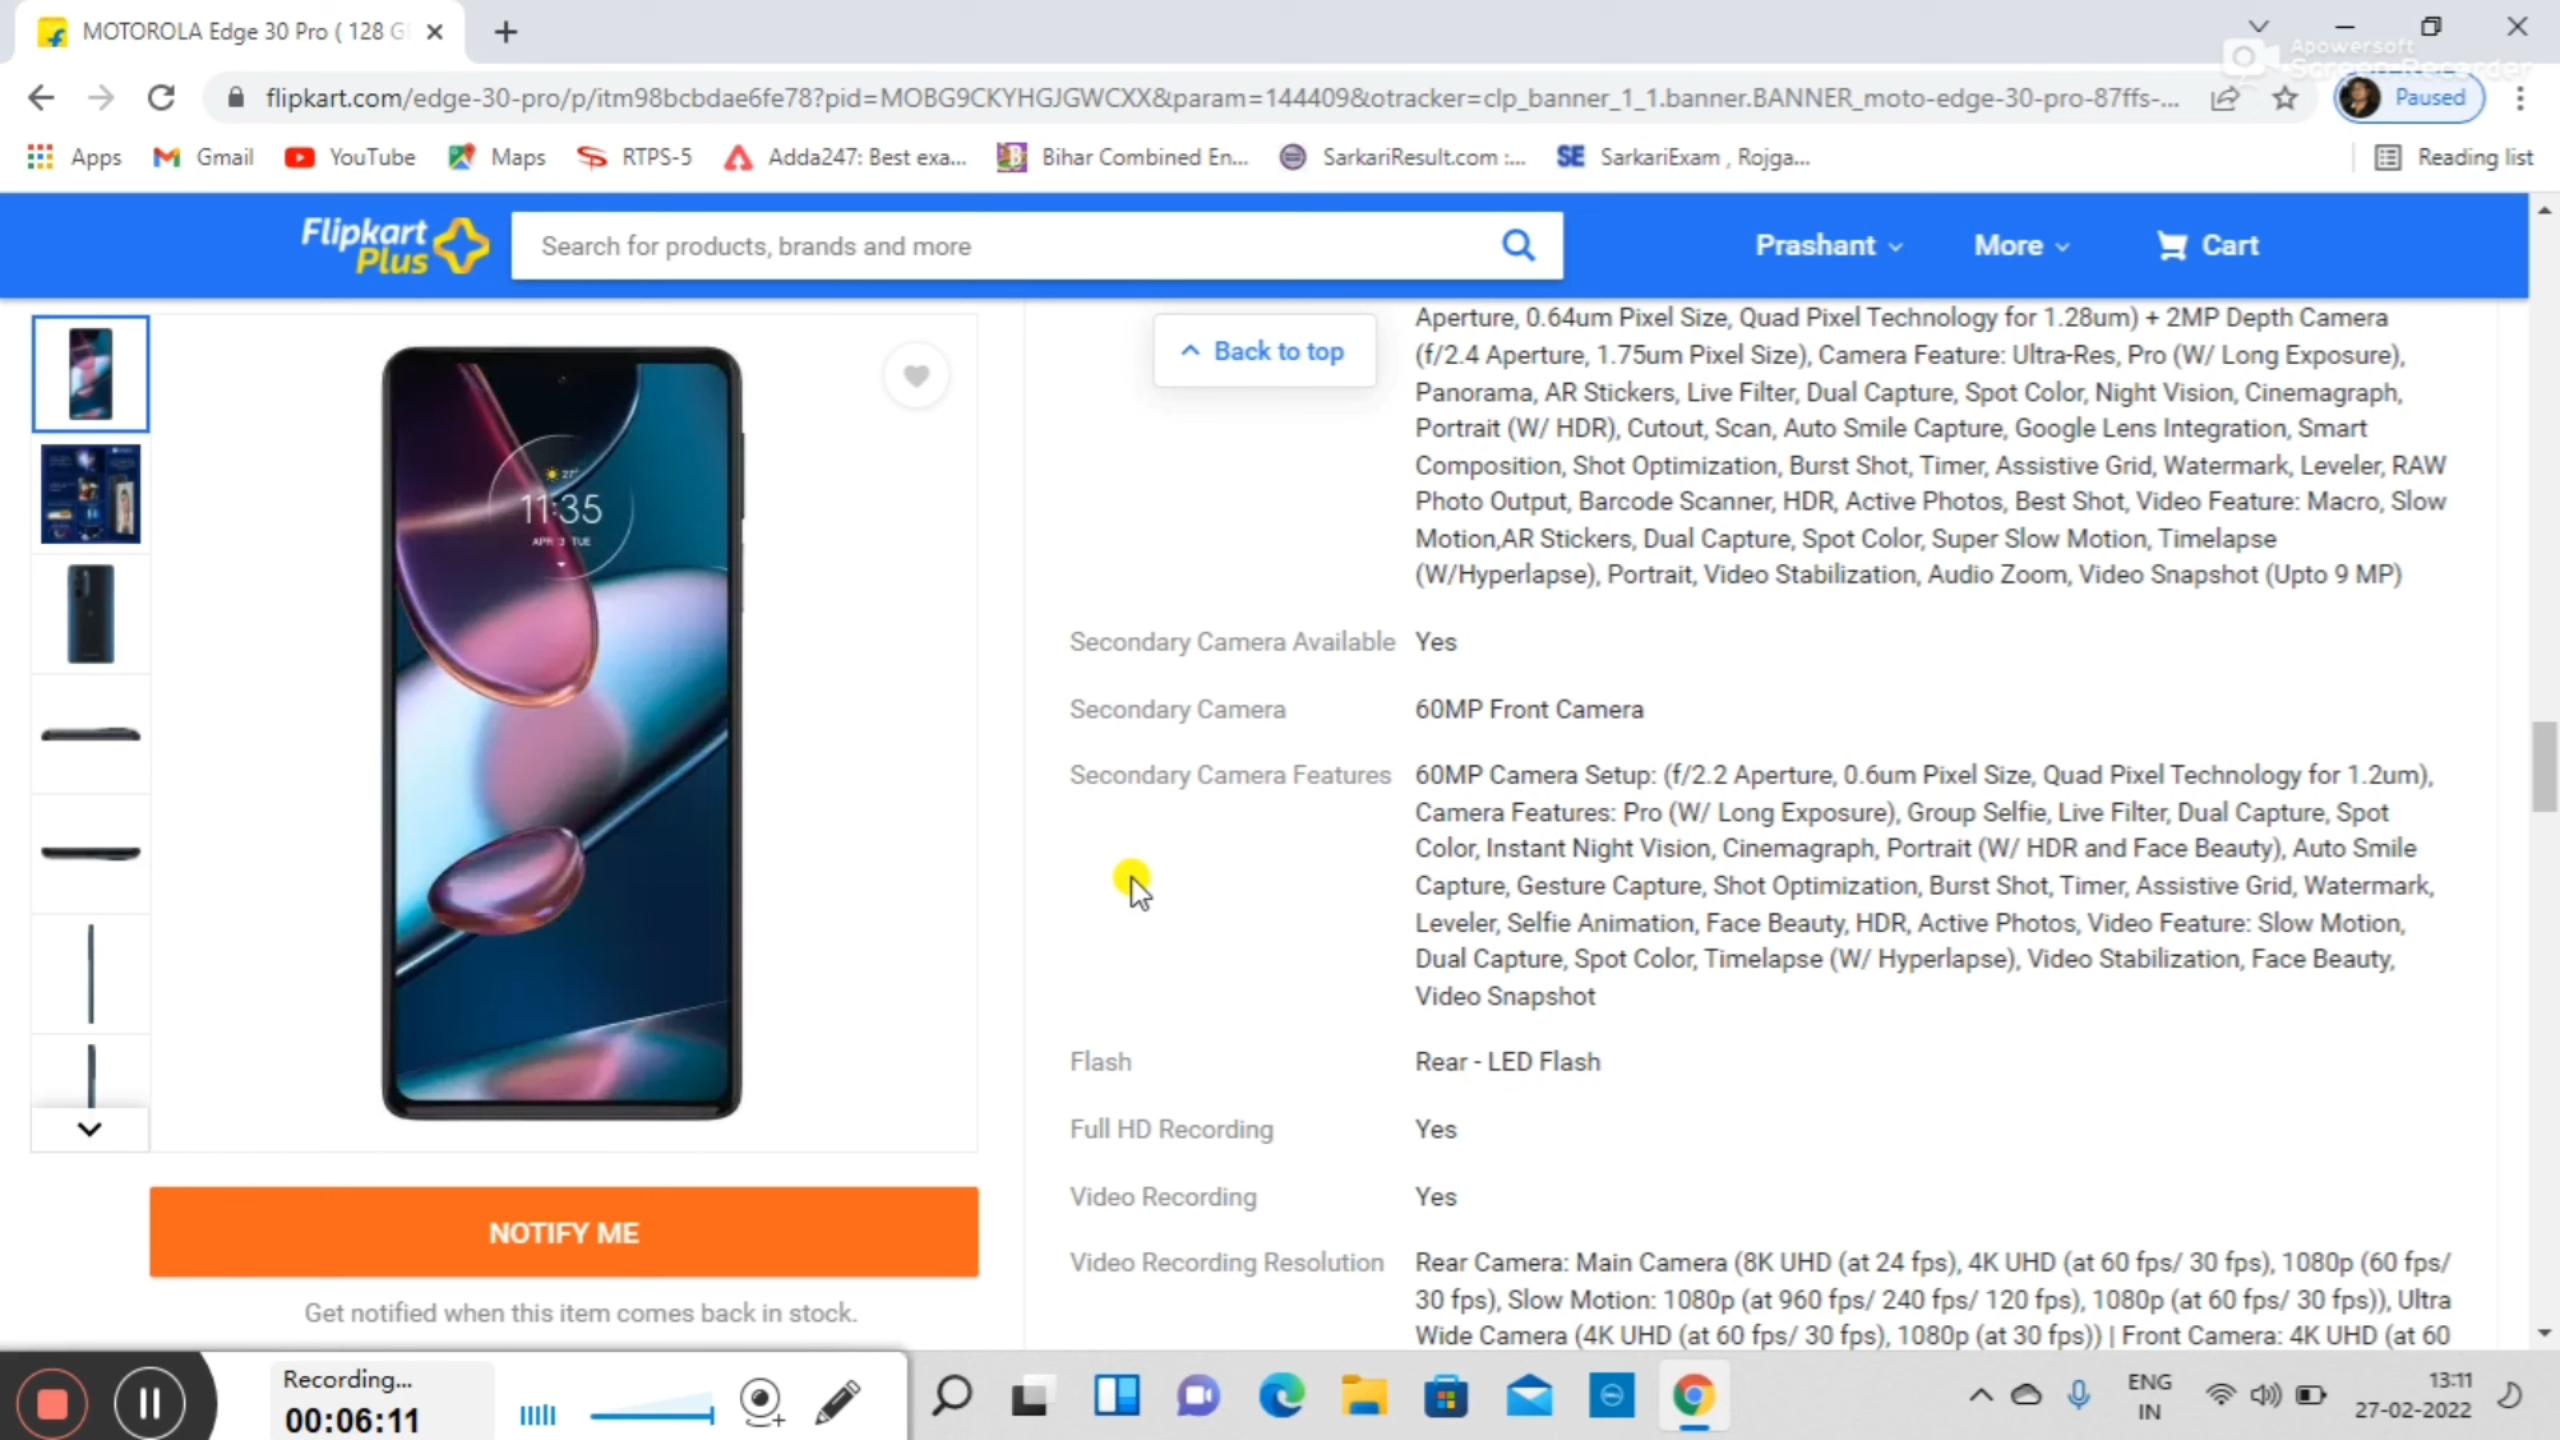 MOTOROLA Edge 30 Pro ( 128 G
Apowersoft
Screen Recorder
flipkart.com/edge-30-pro/p/itm98bcbdae6fe78?pid=MOBG9CKYHGJGWCXX&param=144409&otracker=clp_banner_1_1.banner.BANNER_moto-edge-30-pro-87ffs-...
Paused
Apps Gmail YouTube Maps RTPS-5 Adda247: Best exa... Bihar Combined En... SarkariResult.com :... SE SarkariExam , Rojga... Reading list
Flipkart
Plus
Search for products, brands and more
Prashant More Cart
Back to top
11:35
APR 3 TUE
27°
Aperture, 0.64um Pixel Size, Quad Pixel Technology for 1.28um) + 2MP Depth Camera
(f/2.4 Aperture, 1.75um Pixel Size), Camera Feature: Ultra-Res, Pro (W/ Long Exposure),
Panorama, AR Stickers, Live Filter, Dual Capture, Spot Color, Night Vision, Cinemagraph,
Portrait (W/ HDR), Cutout, Scan, Auto Smile Capture, Google Lens Integration, Smart
Composition, Shot Optimization, Burst Shot, Timer, Assistive Grid, Watermark, Leveler, RAW
Photo Output, Barcode Scanner, HDR, Active Photos, Best Shot, Video Feature: Macro, Slow
Motion,AR Stickers, Dual Capture, Spot Color, Super Slow Motion, Timelapse
(W/Hyperlapse), Portrait, Video Stabilization, Audio Zoom, Video Snapshot (Upto 9 MP)
Secondary Camera Available Yes
Secondary Camera 60MP Front Camera
Secondary Camera Features 60MP Camera Setup: (f/2.2 Aperture, 0.6um Pixel Size, Quad Pixel Technology for 1.2um),
Camera Features: Pro (W/ Long Exposure), Group Selfie, Live Filter, Dual Capture, Spot
Color, Instant Night Vision, Cinemagraph, Portrait (W/ HDR and Face Beauty), Auto Smile
Capture, Gesture Capture, Shot Optimization, Burst Shot, Timer, Assistive Grid, Watermark,
Leveler, Selfie Animation, Face Beauty, HDR, Active Photos, Video Feature: Slow Motion,
Dual Capture, Spot Color, Timelapse (W/ Hyperlapse), Video Stabilization, Face Beauty,
Video Snapshot
Flash Rear - LED Flash
Full HD Recording Yes
Video Recording Yes
Video Recording Resolution Rear Camera: Main Camera (8K UHD (at 24 fps), 4K UHD (at 60 fps/ 30 fps), 1080p (60 fps/
30 fps), Slow Motion: 1080p (at 960 fps/ 240 fps/ 120 fps), 1080p (at 60 fps/ 30 fps)), Ultra
Wide Camera (4K UHD (at 60 fps/ 30 fps), 1080p (at 30 fps)) | Front Camera: 4K UHD (at 60
NOTIFY ME
Get notified when this item comes back in stock.
Recording...
00:06:11
ENG
IN
13:11
27-02-2022